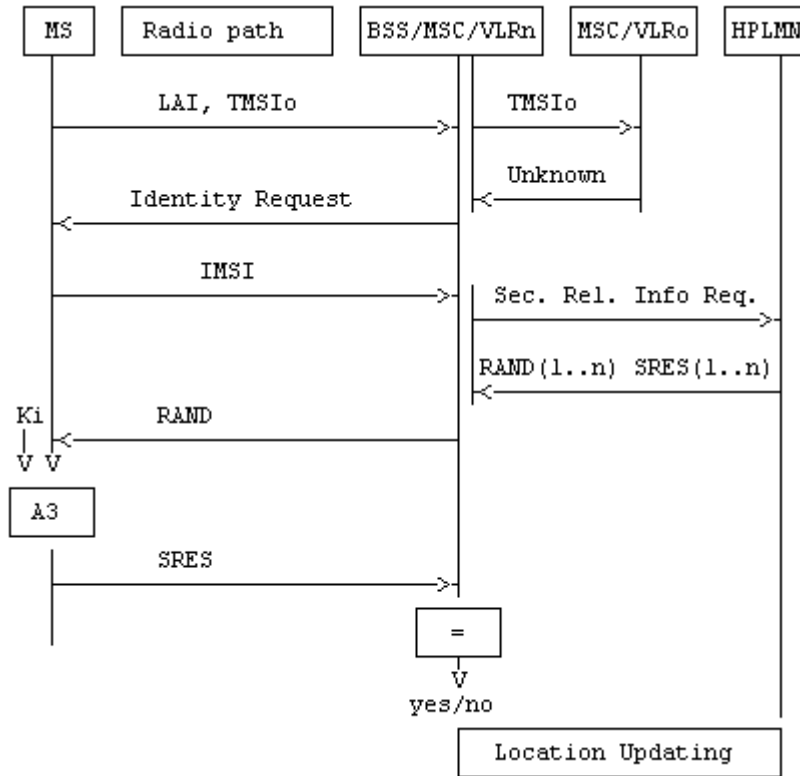 MS Radio path BSS/MSC/VLRn MSC/VLRo HPLMN
LAI, TMSIo TMSIo
Unknown
Identity Request
IMSI
Sec. Rel. Info Req.
RAND(1..n) SRES(1..n)
Ki RAND
A3
SRES
=
yes/no
Location Updating